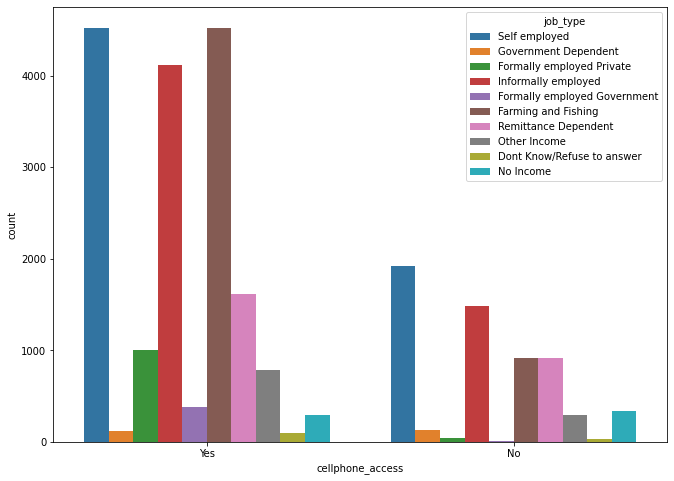 job_type
Self employed
Government Dependent
Formally employed Private
Informally employed
Formally employed Government
Farming and Fishing
Remittance Dependent
Other Income
Dont Know/Refuse to answer
No Income
count
4000
3000
2000
1000
0
Yes
No
cellphone_access